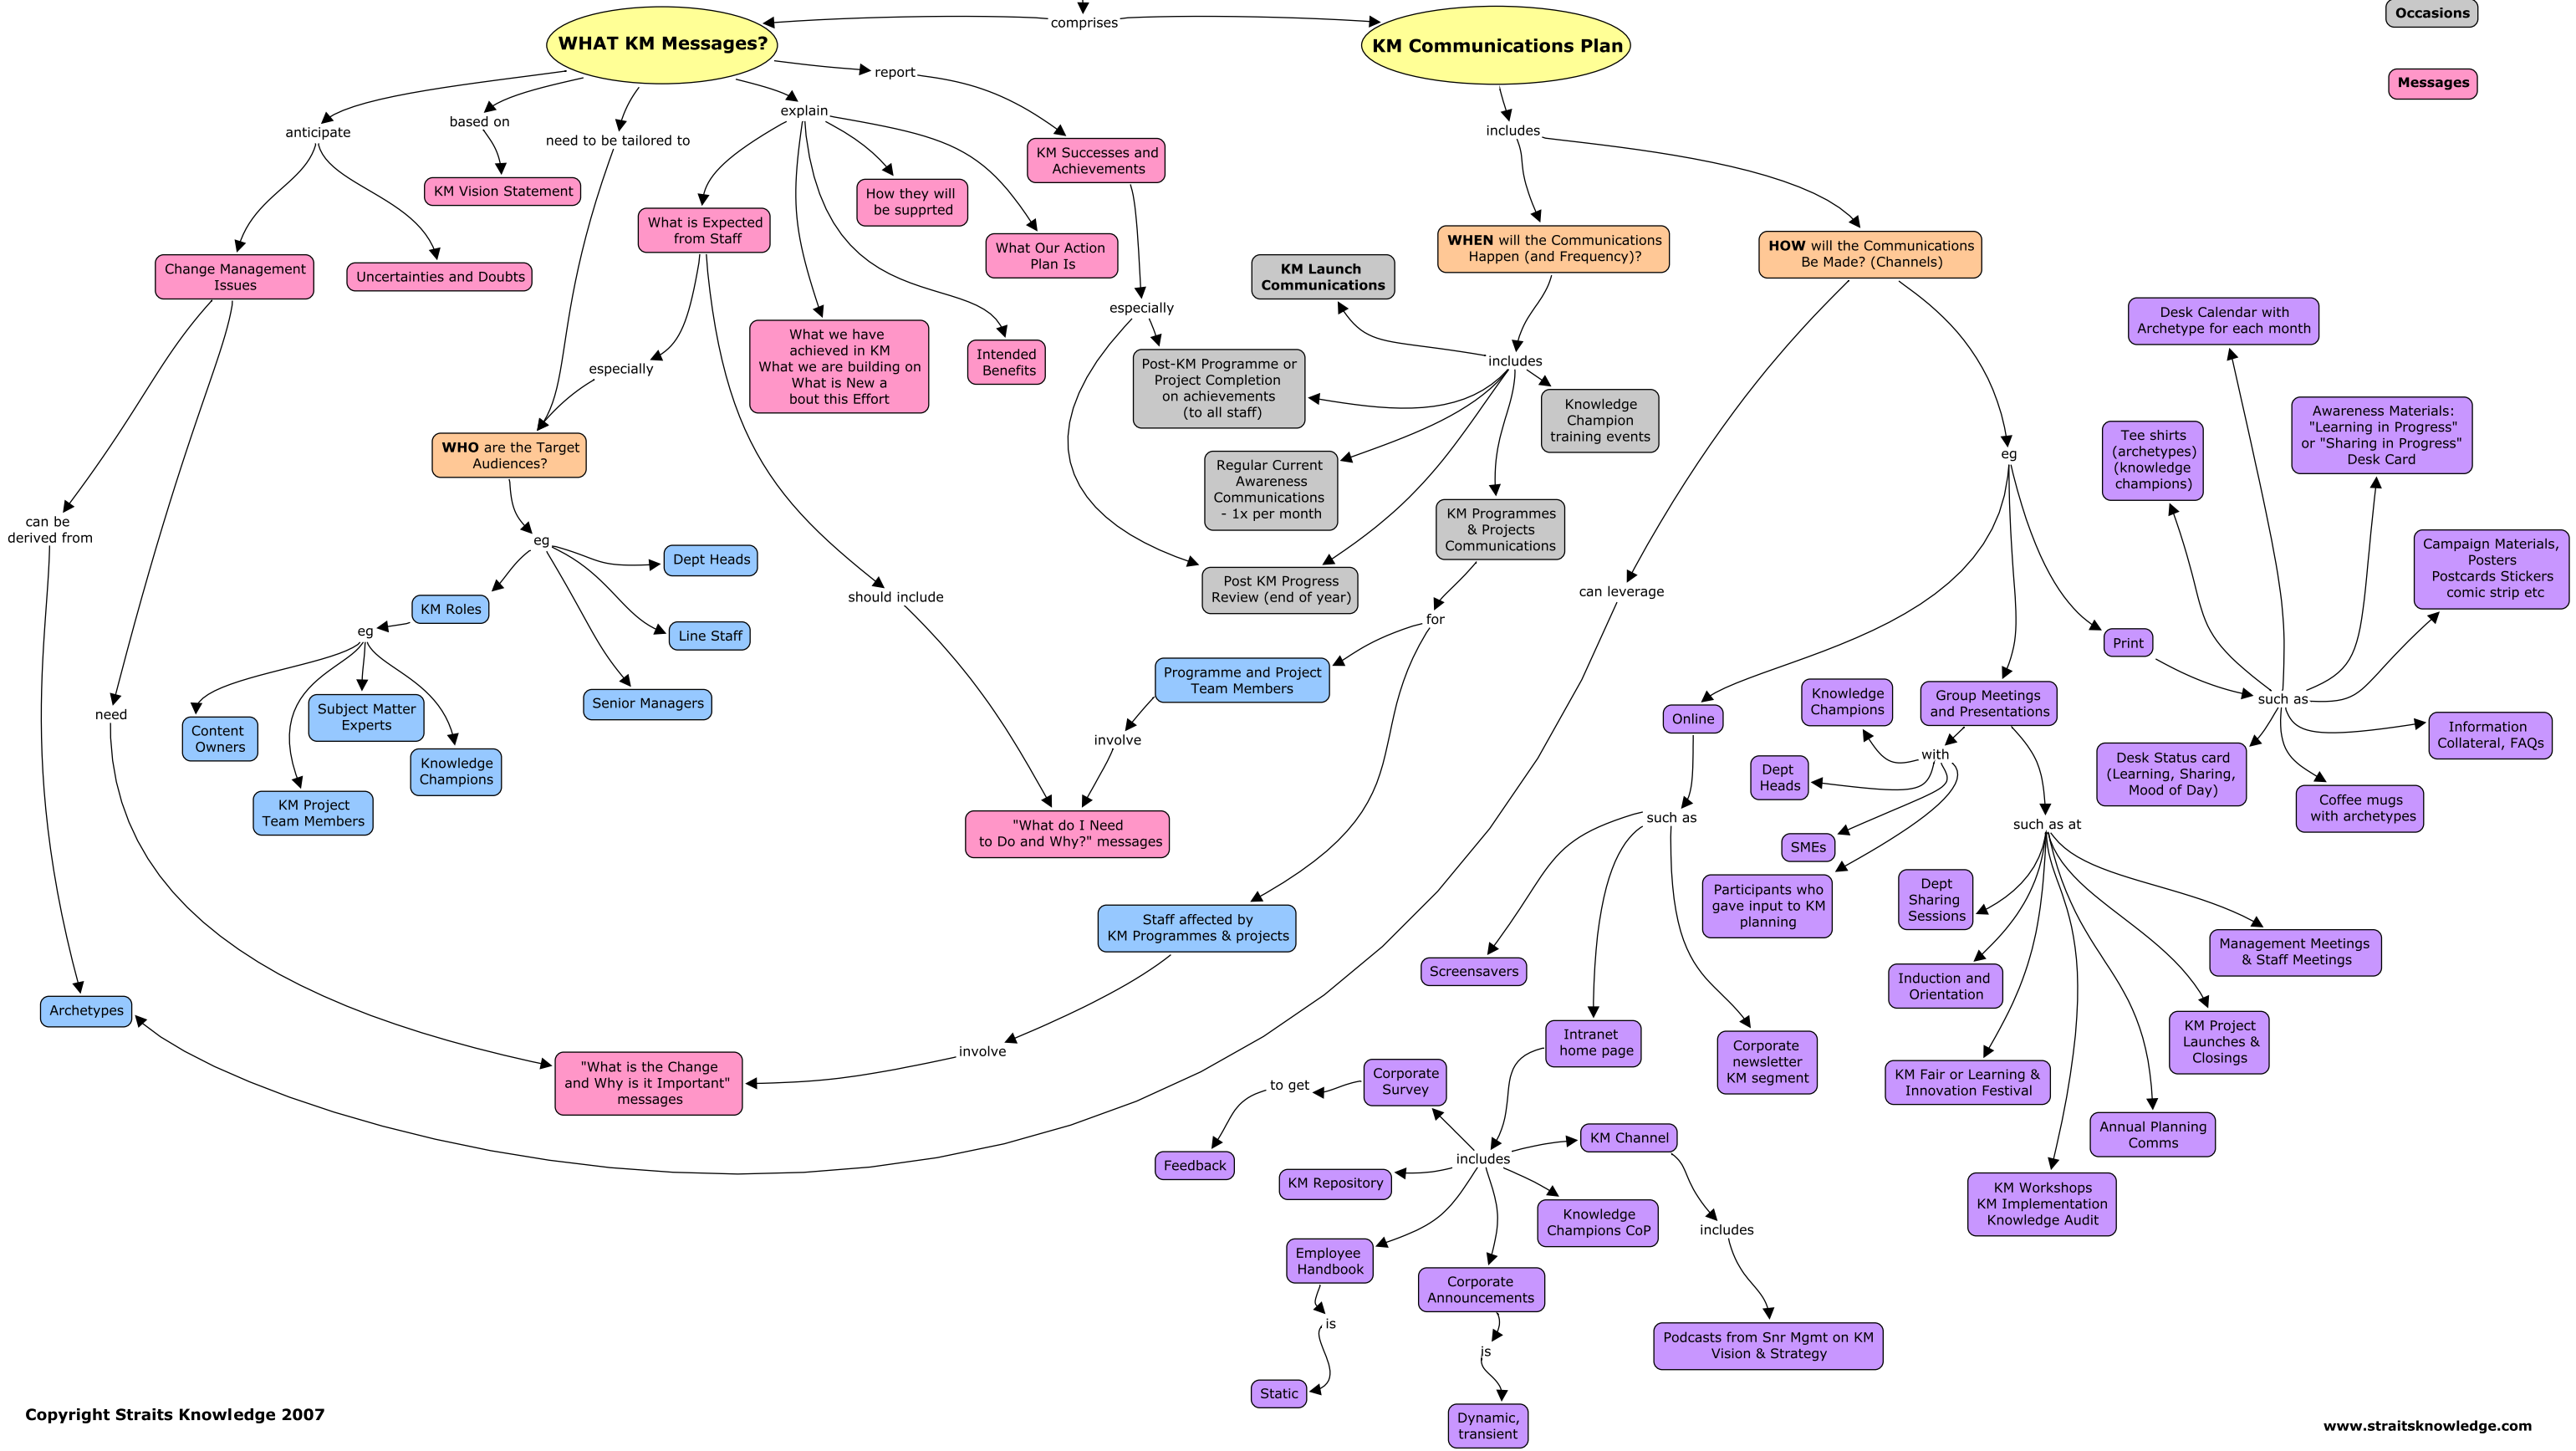 comprises
Occasions
WHAT KM Messages?
KM Communications Plan
Messages
report
anticipate
based on
need to be tailored to
explain
includes
KM Vision Statement
KM Successes and
Achievements
How they will
be supprted
What is Expected
from Staff
What Our Action
Plan Is
Change Management
Issues
Uncertainties and Doubts
WHEN will the Communications
Happen (and Frequency)?
HOW will the Communications
Be Made? (Channels)
KM Launch
Communications
especially
What we have
achieved in KM
What we are building on
What is New a
bout this Effort
Intended
Benefits
especially
Post-KM Programme or
Project Completion
on achievements
(to all staff)
includes
Knowledge
Champion
training events
Desk Calendar with
Archetype for each month
Awareness Materials:
"Learning in Progress"
or "Sharing in Progress"
Desk Card
Tee shirts
(archetypes)
(knowledge
champions)
eg
WHO are the Target
Audiences?
Regular Current
Awareness
Communications
- 1x per month
KM Programmes
& Projects
Communications
can be
derived from
eg
Dept Heads
Campaign Materials,
Posters
Postcards Stickers
comic strip etc
Post KM Progress
Review (end of year)
can leverage
should include
KM Roles
eg
Line Staff
for
Print
Programme and Project
Team Members
Senior Managers
Content
Owners
Subject Matter
Experts
Knowledge
Champions
KM Project
Team Members
need
involve
Online
Knowledge
Champions
Group Meetings
and Presentations
such as
with
Dept
Heads
Information
Collateral, FAQs
Desk Status card
(Learning, Sharing,
Mood of Day)
Coffee mugs
with archetypes
"What do I Need
to Do and Why?" messages
such as
such as at
SMEs
Participants who
gave input to KM
planning
Dept
Sharing
Sessions
Staff affected by
KM Programmes & projects
Management Meetings
& Staff Meetings
Screensavers
Induction and
Orientation
Archetypes
Intranet
home page
Corporate
newsletter
KM segment
KM Project
Launches &
Closings
involve
"What is the Change
and Why is it Important"
messages
to get
Corporate
Survey
KM Fair or Learning &
Innovation Festival
Annual Planning
Comms
KM Channel
Feedback
includes
KM Repository
Knowledge
Champions CoP
KM Workshops
KM Implementation
Knowledge Audit
includes
Employee
Handbook
Corporate
Announcements
is
is
Podcasts from Snr Mgmt on KM
Vision & Strategy
Static
Dynamic,
transient
Copyright Straits Knowledge 2007
www.straitsknowledge.com